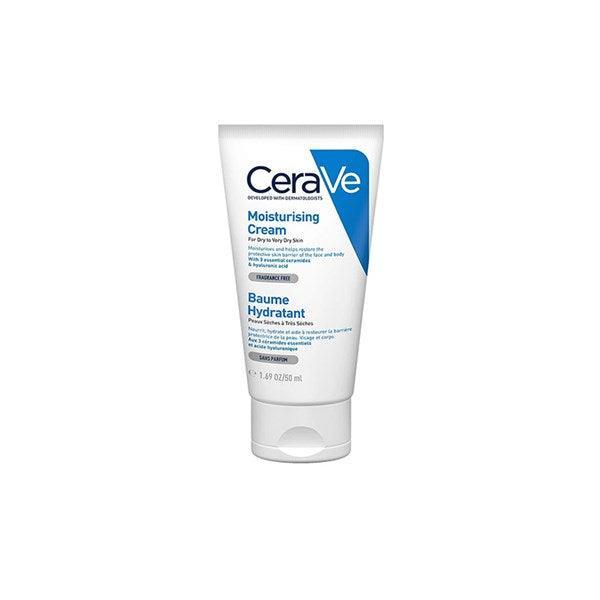 CeraVe
DEVELOPED WITH DERMATOLOGISTS
Moisturising
Cream
For Dry to Very Dry Skin
Moisturises and helps restore the
protective skin barrier of the face and body
With 3 essential ceramides
& hyaluronic acid
FRAGRANCE FREE
Baume
Hydratant
Peaux Sèches à Très Sèches
Nourrit, hydrate et aide à restaurer la barrière
protectrice de la peau. Visage et corps.
Aux 3 céramides essentiels
et acide hyaluronique
SANS PARFUM
1.69 OZ/50 ml